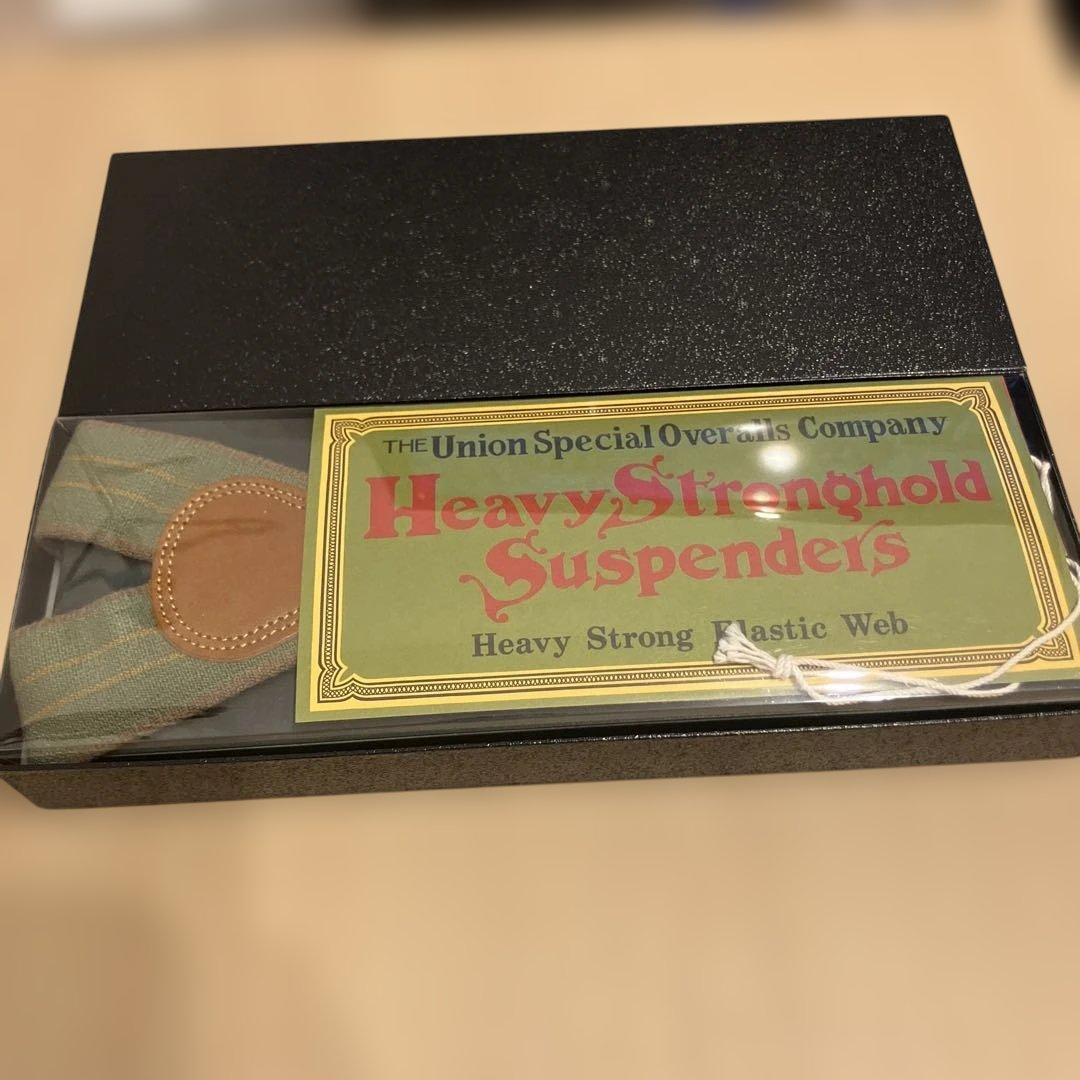 THE Union Special Overalls Company
Heavy Stronghold
Suspenders
Heavy Strong Elastic Web